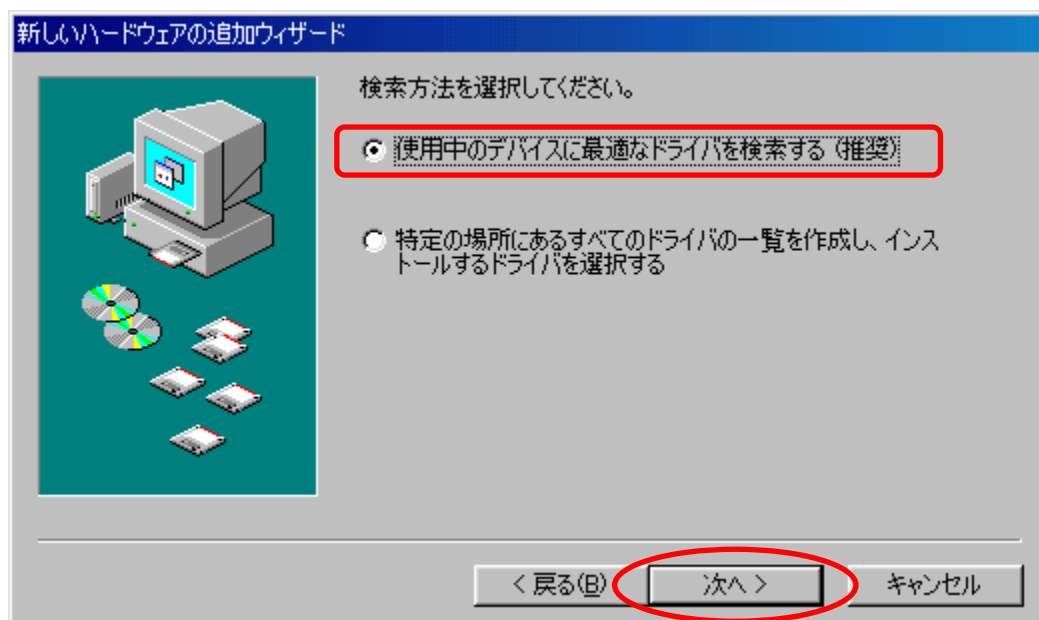 新しいハードウェアの追加ウィザード
検索方法を選択してください。
使用中のデバイスに最適なドライバを検索する (推奨)
特定の場所にあるすべてのドライバの一覧を作成し、インス
トールするドライバを選択する
< 戻る(B)
次へ >
キャンセル